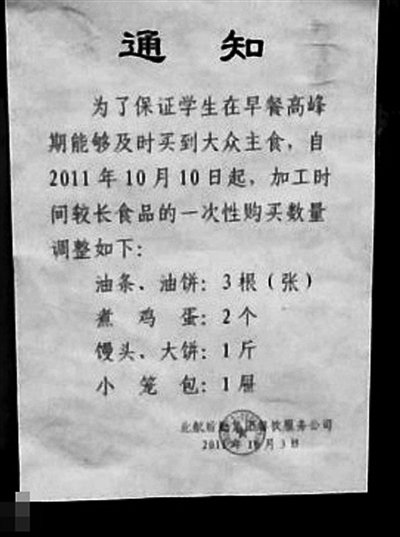 通 知
为了保证学生在早餐高峰
期能够及时买到大众主食，自
2011年10月10日起，加工时
间较长食品的一次性购买数量
调整如下：
油条、油饼：3根（张）
煮 鸡 蛋：2个
馒头、大饼：1斤
小 笼 包：1屉
北航后勤 饮服务公司
2011年10月3日